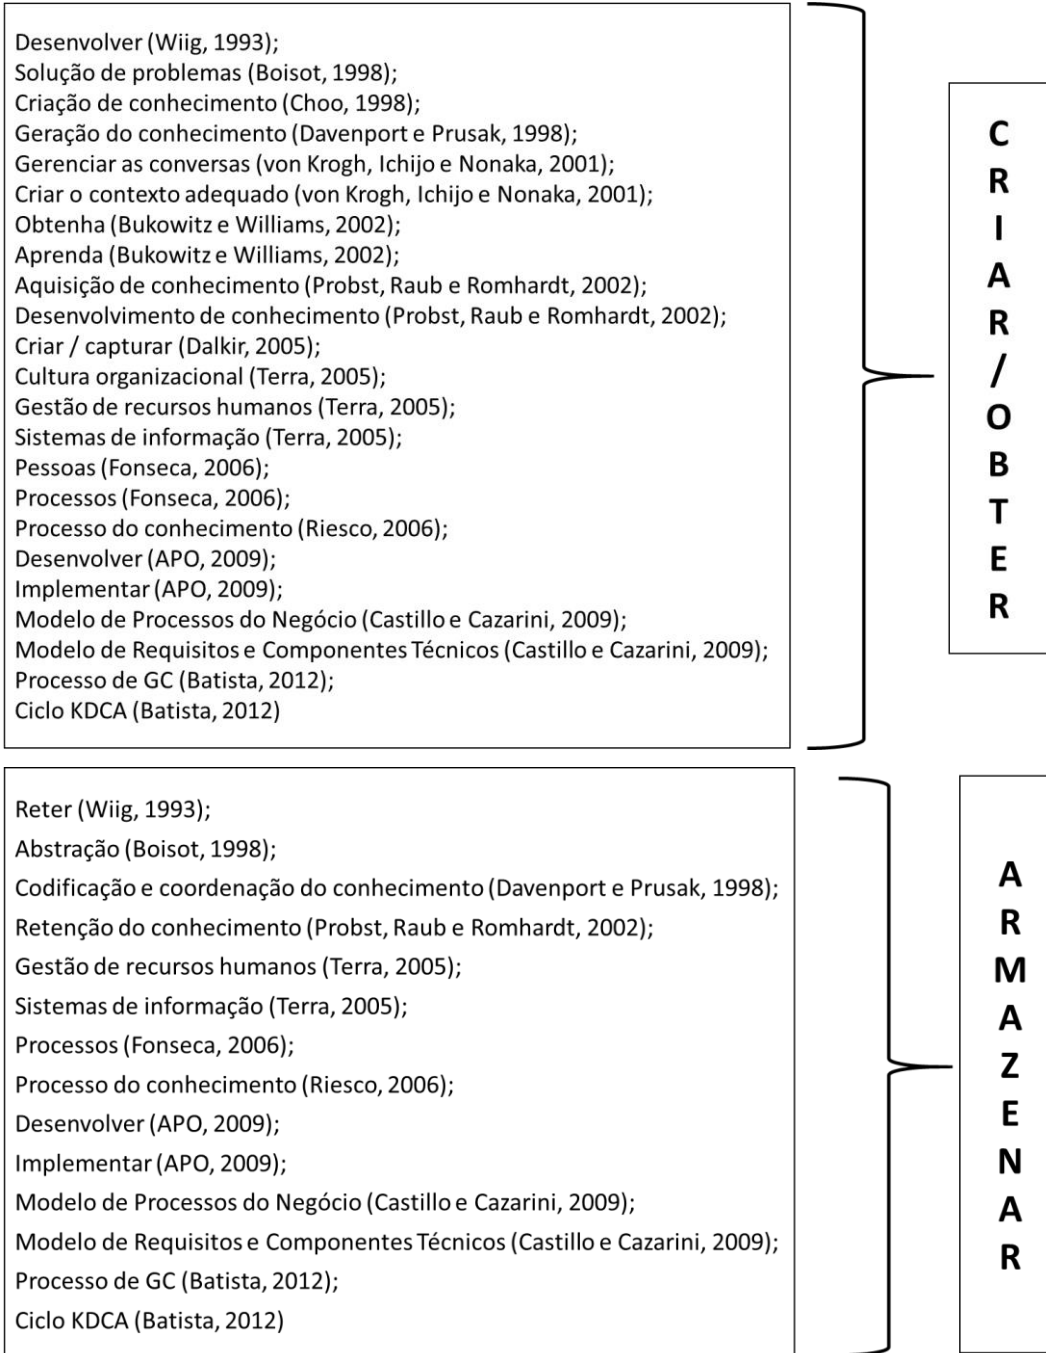 Desenvolver (Wiig, 1993);
Solução de problemas (Boisot, 1998);
Criação de conhecimento (Choo, 1998);
Geração do conhecimento (Davenport e Prusak, 1998);
Gerenciar as conversas (von Krogh, Ichijo e Nonaka, 2001);
Criar o contexto adequado (von Krogh, Ichijo e Nonaka, 2001);
Obtenha (Bukowitz e Williams, 2002);
Aprenda (Bukowitz e Williams, 2002);
Aquisição de conhecimento (Probst, Raub e Romhardt, 2002);
Desenvolvimento de conhecimento (Probst, Raub e Romhardt, 2002);
Criar / capturar (Dalkir, 2005);
Cultura organizacional (Terra, 2005);
Gestão de recursos humanos (Terra, 2005);
Sistemas de informação (Terra, 2005);
Pessoas (Fonseca, 2006);
Processos (Fonseca, 2006);
Processo do conhecimento (Riesco, 2006);
Desenvolver (APO, 2009);
Implementar (APO, 2009);
Modelo de Processos do Negócio (Castillo e Cazarini, 2009);
Modelo de Requisitos e Componentes Técnicos (Castillo e Cazarini, 2009);
Processo de GC (Batista, 2012);
Ciclo KDCA (Batista, 2012)
CRIAR/OBTER
Reter (Wiig, 1993);
Abstração (Boisot, 1998);
Codificação e coordenação do conhecimento (Davenport e Prusak, 1998);
Retenção do conhecimento (Probst, Raub e Romhardt, 2002);
Gestão de recursos humanos (Terra, 2005);
Sistemas de informação (Terra, 2005);
Processos (Fonseca, 2006);
Processo do conhecimento (Riesco, 2006);
Desenvolver (APO, 2009);
Implementar (APO, 2009);
Modelo de Processos do Negócio (Castillo e Cazarini, 2009);
Modelo de Requisitos e Componentes Técnicos (Castillo e Cazarini, 2009);
Processo de GC (Batista, 2012);
Ciclo KDCA (Batista, 2012)
ARMAZENAR